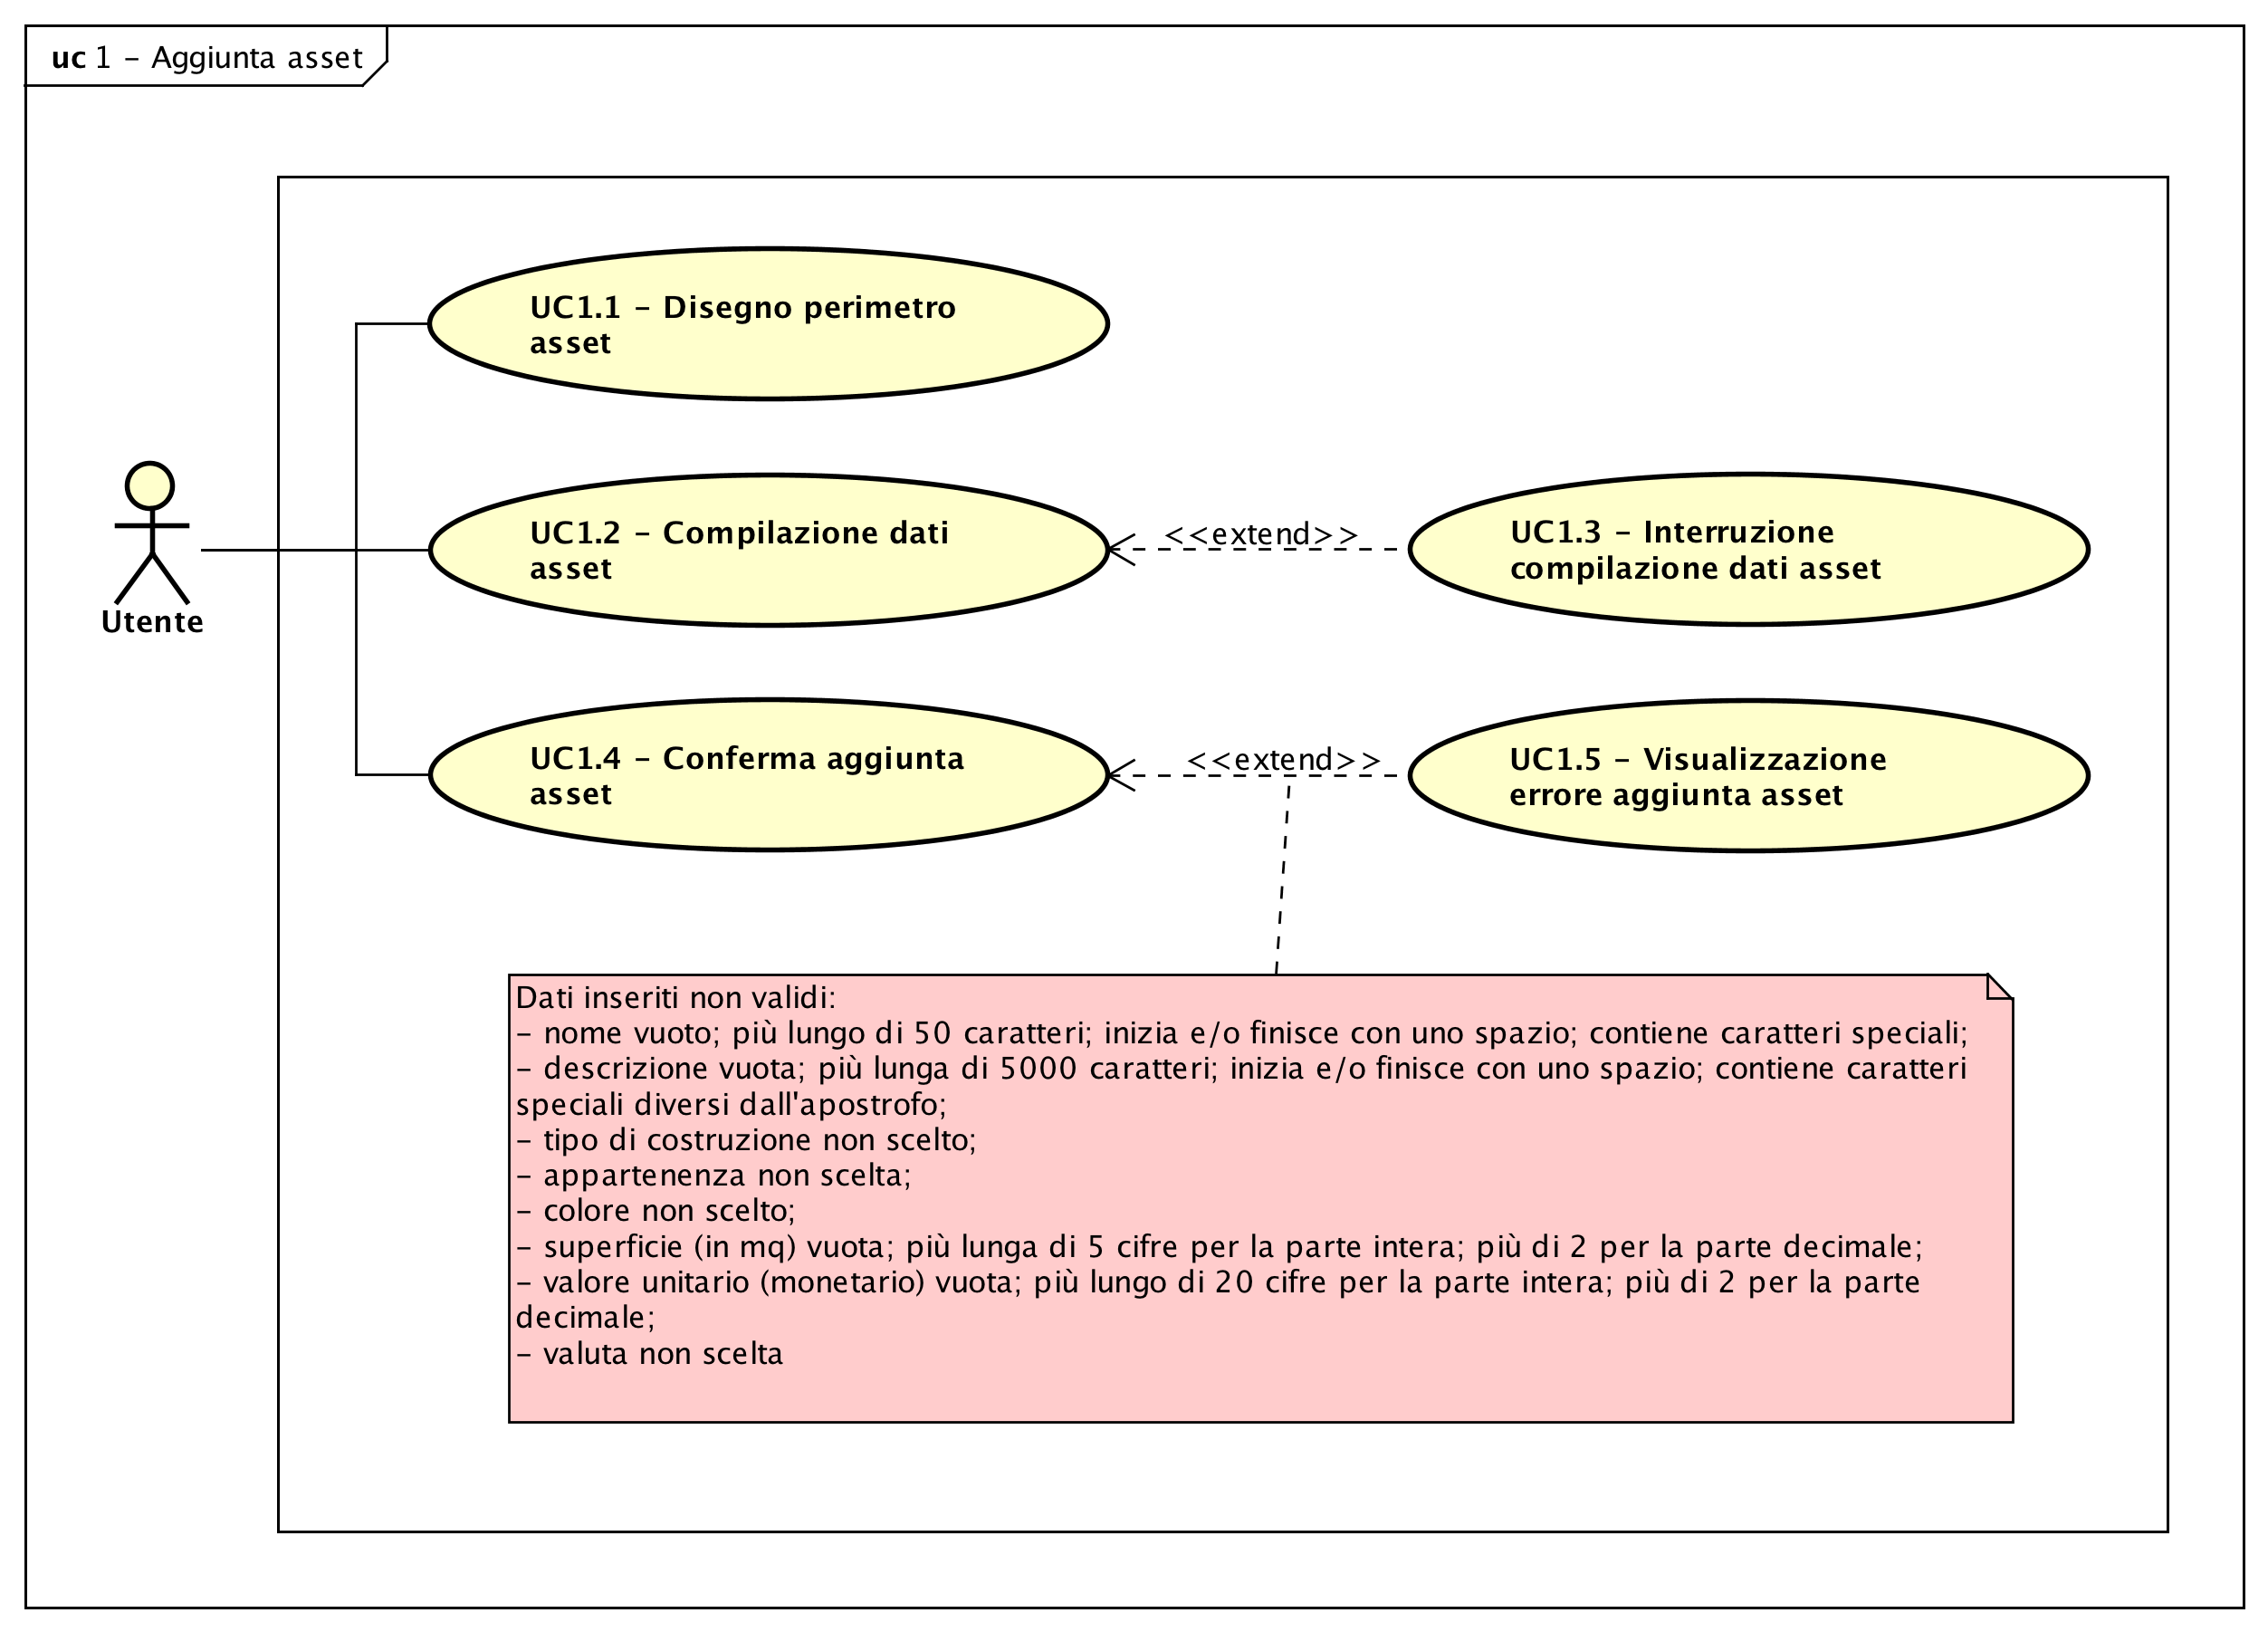 uc 1 - Aggiunta asset
UC1.1 - Disegno perimetro
asset
Utente
UC1.2 - Compilazione dati
asset
<<extend>>
UC1.3 - Interruzione
compilazione dati asset
UC1.4 - Conferma aggiunta
asset
<<extend>>
UC1.5 - Visualizzazione
errore aggiunta asset
Dati inseriti non validi:
- nome vuoto; più lungo di 50 caratteri; inizia e/o finisce con uno spazio; contiene caratteri speciali;
- descrizione vuota; più lunga di 5000 caratteri; inizia e/o finisce con uno spazio; contiene caratteri
speciali diversi dall'apostrofo;
- tipo di costruzione non scelto;
- appartenenza non scelta;
- colore non scelto;
- superficie (in mq) vuota; più lunga di 5 cifre per la parte intera; più di 2 per la parte decimale;
- valore unitario (monetario) vuota; più lungo di 20 cifre per la parte intera; più di 2 per la parte
decimale;
- valuta non scelta